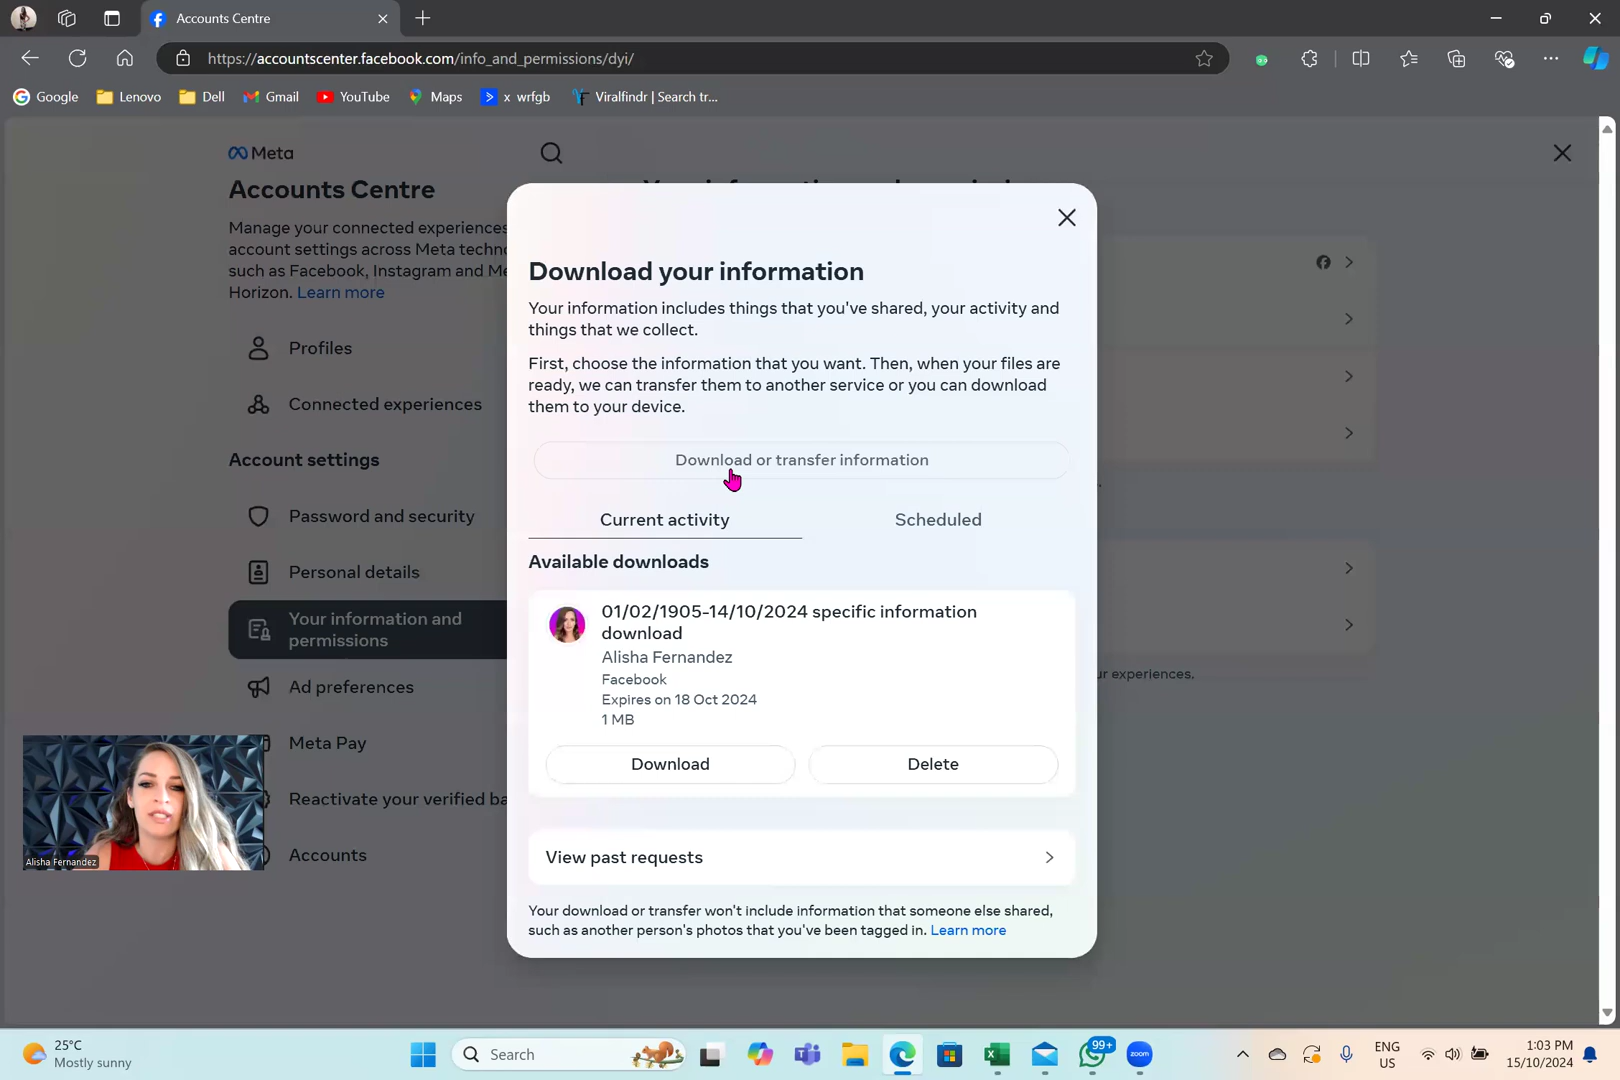 Accounts Centre
https://accountscenter.facebook.com/info_and_permissions/dyi/
Google
Lenovo
Dell
Gmail
YouTube
Maps
x wrfgb
Viralfindr | Search tr...
Meta
Accounts Centre
Manage your connected experiences
account settings across Meta techn
such as Facebook, Instagram and Me
Horizon. Learn more
Profiles
Connected experiences
Account settings
Password and security
Personal details
Your information and
permissions
Ad preferences
Meta Pay
Reactivate your verified ba
Accounts
Download your information
Your information includes things that you've shared, your activity and
things that we collect.
First, choose the information that you want. Then, when your files are
ready, we can transfer them to another service or you can download
them to your device.
Download or transfer information
Current activity
Scheduled
Available downloads
01/02/1905-14/10/2024 specific information
download
Alisha Fernandez
Facebook
Expires on 18 Oct 2024
1 MB
Download
Delete
View past requests
Your download or transfer won't include information that someone else shared,
such as another person's photos that you've been tagged in. Learn more
ur experiences.
Alisha Fernandez
25°C
Mostly sunny
Search
99+
zoom
ENG
US
1:03 PM
15/10/2024